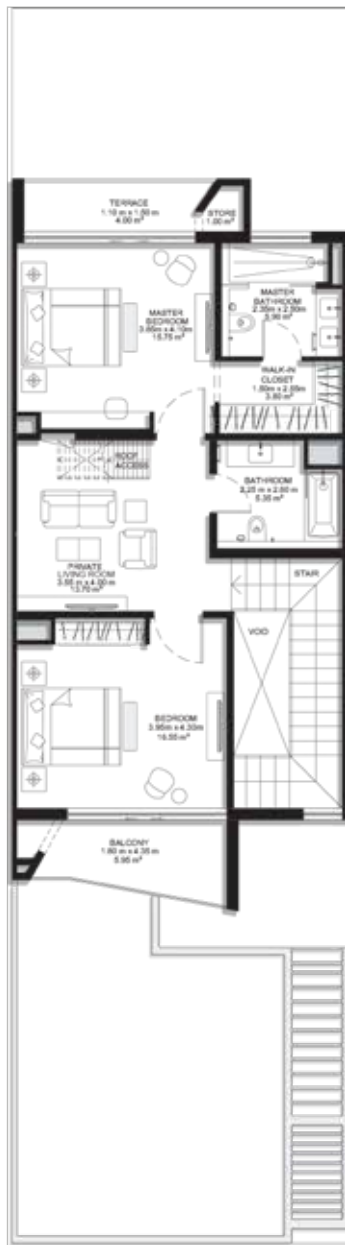 TERRACE
1.10 m x 1.50 m
4.00 m²
STORE
1.00 m²
MASTER
BATHROOM
2.35m x 2.50m
5.90 m²
MASTER
BEDROOM
3.85m x 4.10m
15.75 m²
WALK-IN
CLOSET
1.50m x 2.55m
3.80 m²
ROOF
ACCESS
BATHROOM
2.25 m x 2.60 m
5.35 m²
PRIVATE
LIVING ROOM
3.55 m x 4.00 m
13.70 m²
STAIR
VOID
BEDROOM
3.95m x 4.20m
16.55 m²
BALCONY
1.80 m x 4.35 m
5.95 m²